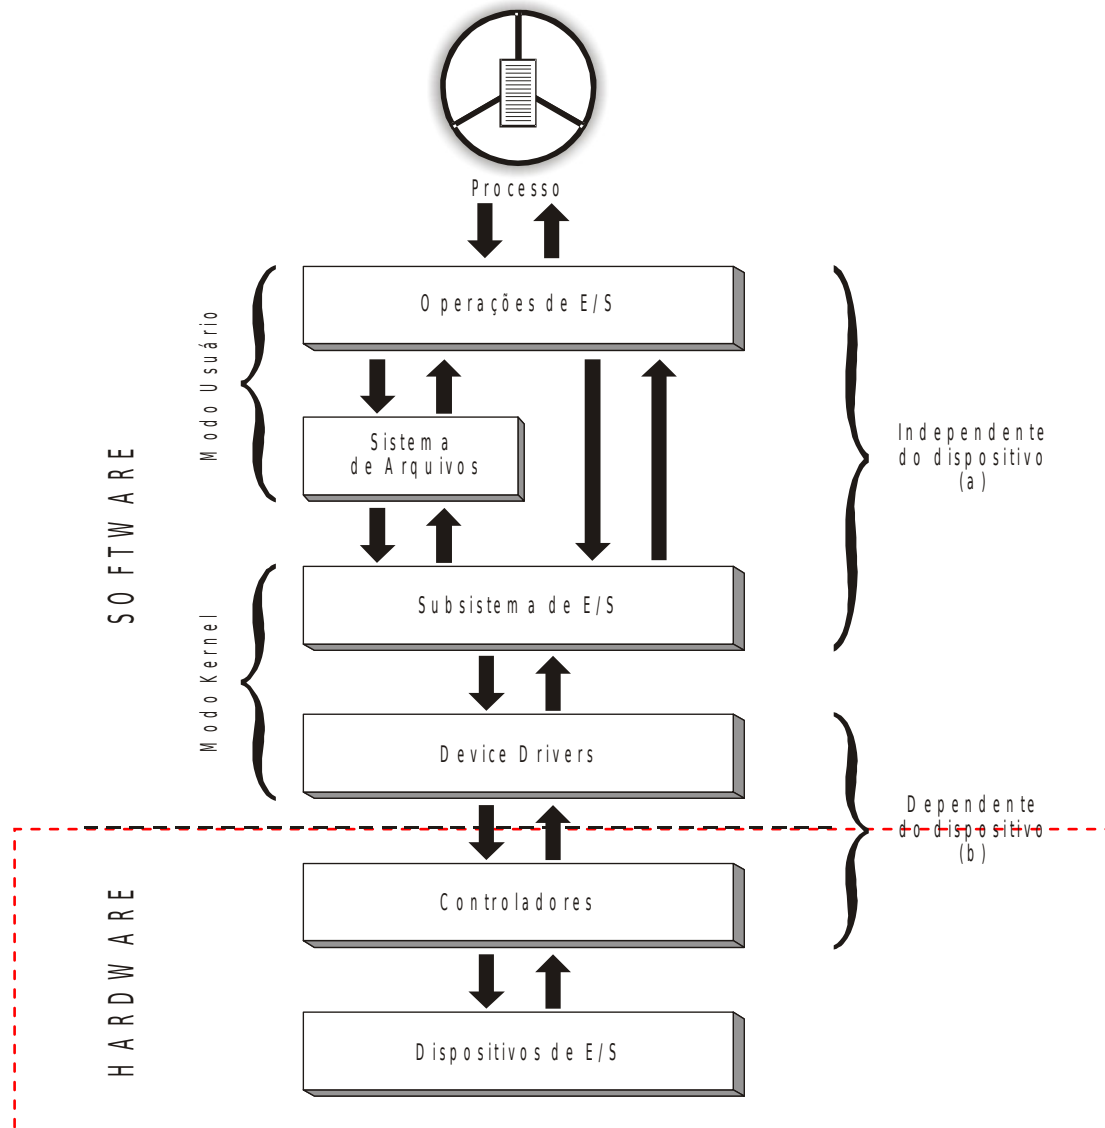 Processo
Operações de E/S
Modo Usuário
Sistema
de Arquivos
Independente
do dispositivo
(a)
SOFTWARE
Subsistema de E/S
Modo Kernel
Device Drivers
Dependente
do dispositivo
(b)
Controladores
HARDWARE
Dispositivos de E/S